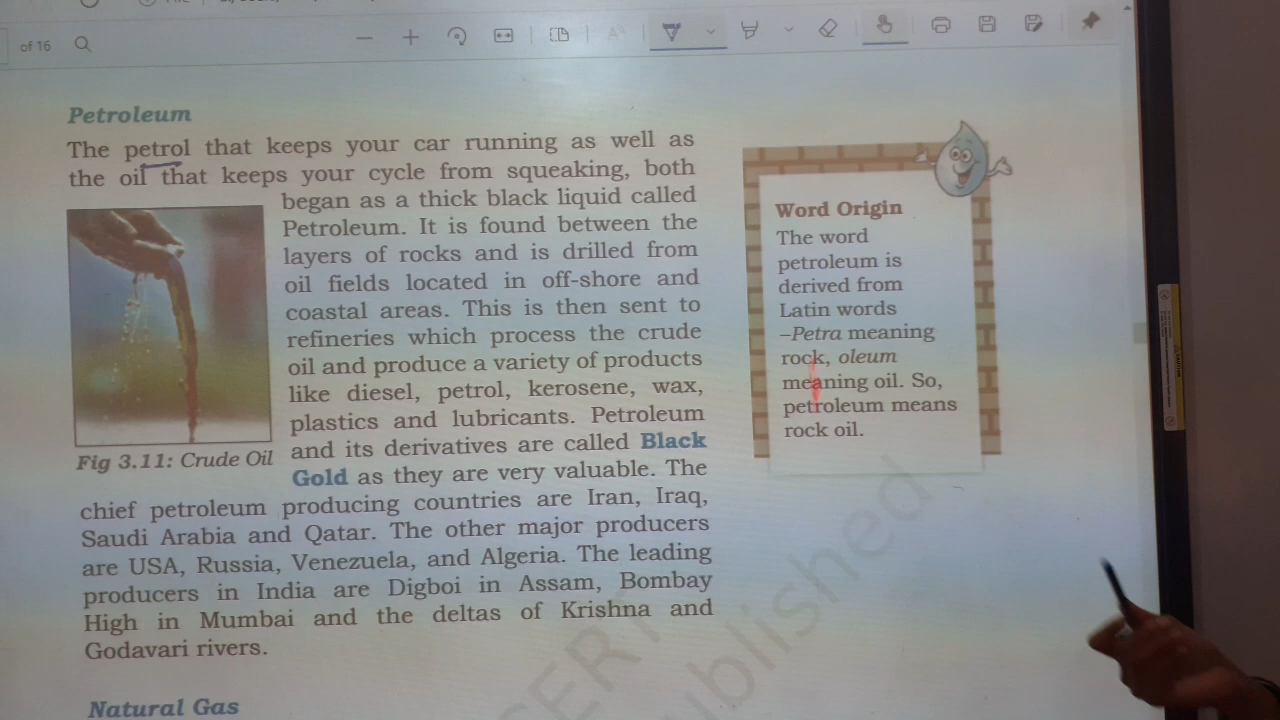 of 16
Petroleum
The petrol that keeps your car running as well as
the oil that keeps your cycle from squeaking, both
began as a thick black liquid called
Petroleum. It is found between the
layers of rocks and is drilled from
oil fields located in off-shore and
coastal areas. This is then sent to
refineries which process the crude
oil and produce a variety of products
like diesel, petrol, kerosene, wax,
plastics and lubricants. Petroleum
and its derivatives are called Black
Gold as they are very valuable. The
chief petroleum producing countries are Iran, Iraq,
Saudi Arabia and Qatar. The other major producers
are USA, Russia, Venezuela, and Algeria. The leading
producers in India are Digboi in Assam, Bombay
High in Mumbai and the deltas of Krishna and
Godavari rivers.
Fig 3.11: Crude Oil
Natural Gas
Word Origin
The word
petroleum is
derived from
Latin words
–Petra meaning
rock, oleum
meaning oil. So,
petroleum means
rock oil.
ublished